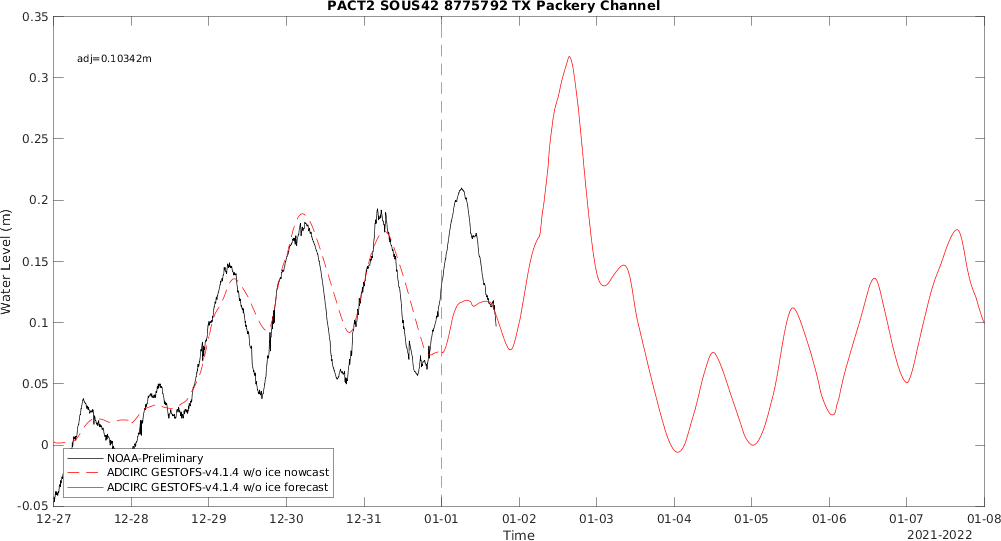 PACT2 SOUS42 8775792 TX Packery Channel
adj=0.10342m
Water Level (m)
0.35
0.3
0.25
0.2
0.15
0.1
0.05
0
-0.05
NOAA-Preliminary
ADCIRC GESTOFS-v4.1.4 w/o ice nowcast
ADCIRC GESTOFS-v4.1.4 w/o ice forecast
12-27 12-28 12-29 12-30 12-31 01-01 01-02 01-03 01-04 01-05 01-06 01-07 01-08
Time
2021-2022